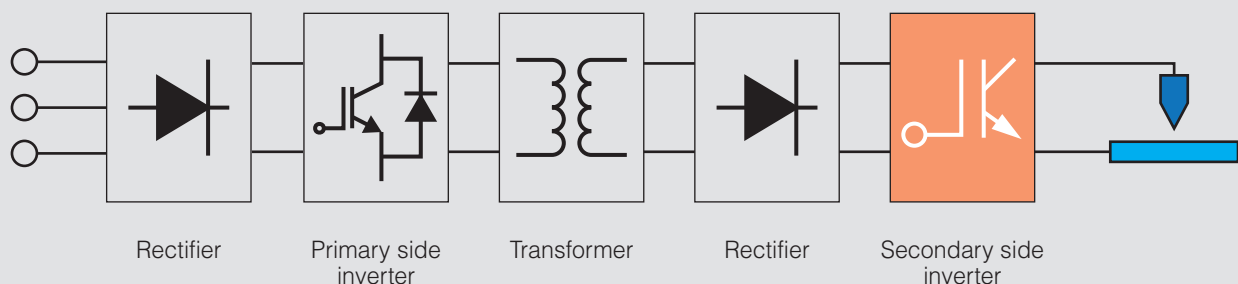 Rectifier
Primary side
inverter
Transformer
Rectifier
Secondary side
inverter